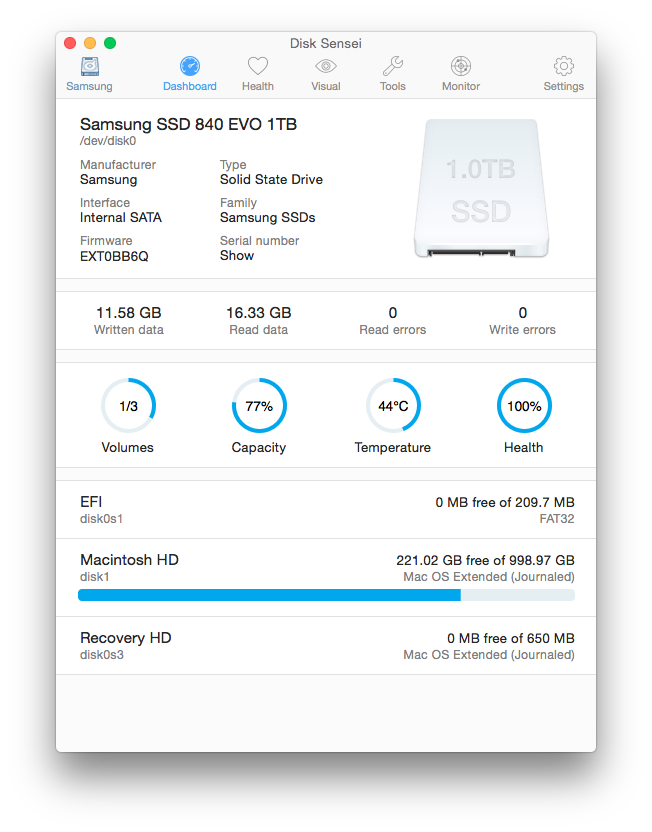 Disk Sensei
Samsung Dashboard Health Visual Tools Monitor Settings
Samsung SSD 840 EVO 1TB
/dev/disk0
Manufacturer Type
Samsung Solid State Drive
Interface Family
Internal SATA Samsung SSDs
Firmware Serial number
EXT0BB6Q Show
1.0TB
SSD
11.58 GB 16.33 GB 0 0
Written data Read data Read errors Write errors
1/3 77% 44°C 100%
Volumes Capacity Temperature Health
EFI 0 MB free of 209.7 MB
disk0s1 FAT32
Macintosh HD 221.02 GB free of 998.97 GB
disk1 Mac OS Extended (Journaled)
Recovery HD 0 MB free of 650 MB
disk0s3 Mac OS Extended (Journaled)